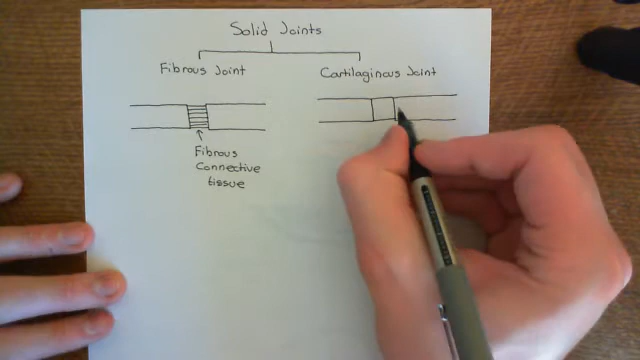 Solid Joints
Fibrous Joint
Cartilaginous Joint
Fibrous
Connective
tissue